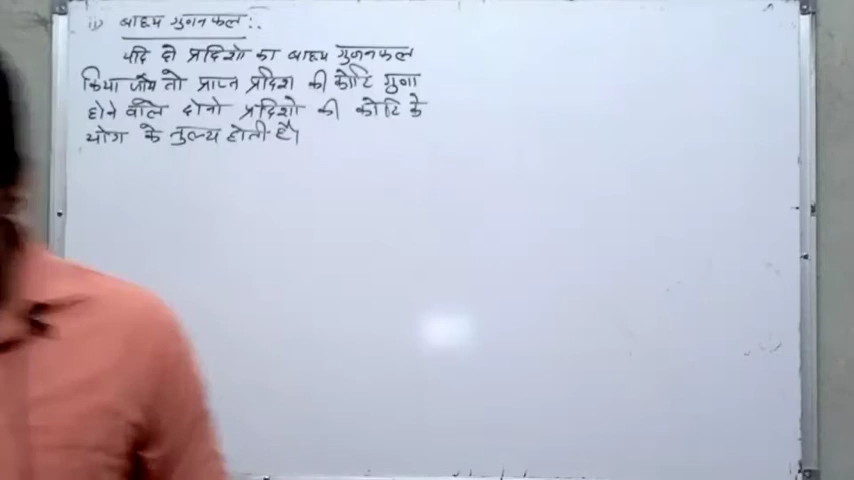 ii) बाह्य गुणनफल :.
यदि दो प्रदिशो का बाह्य गुणनफल
किया जाय तो प्राप्त प्रदिश की कोटि गुणा
होने वाले दोनो प्रदिशो की कोटि के
योग के तुल्य होती है।